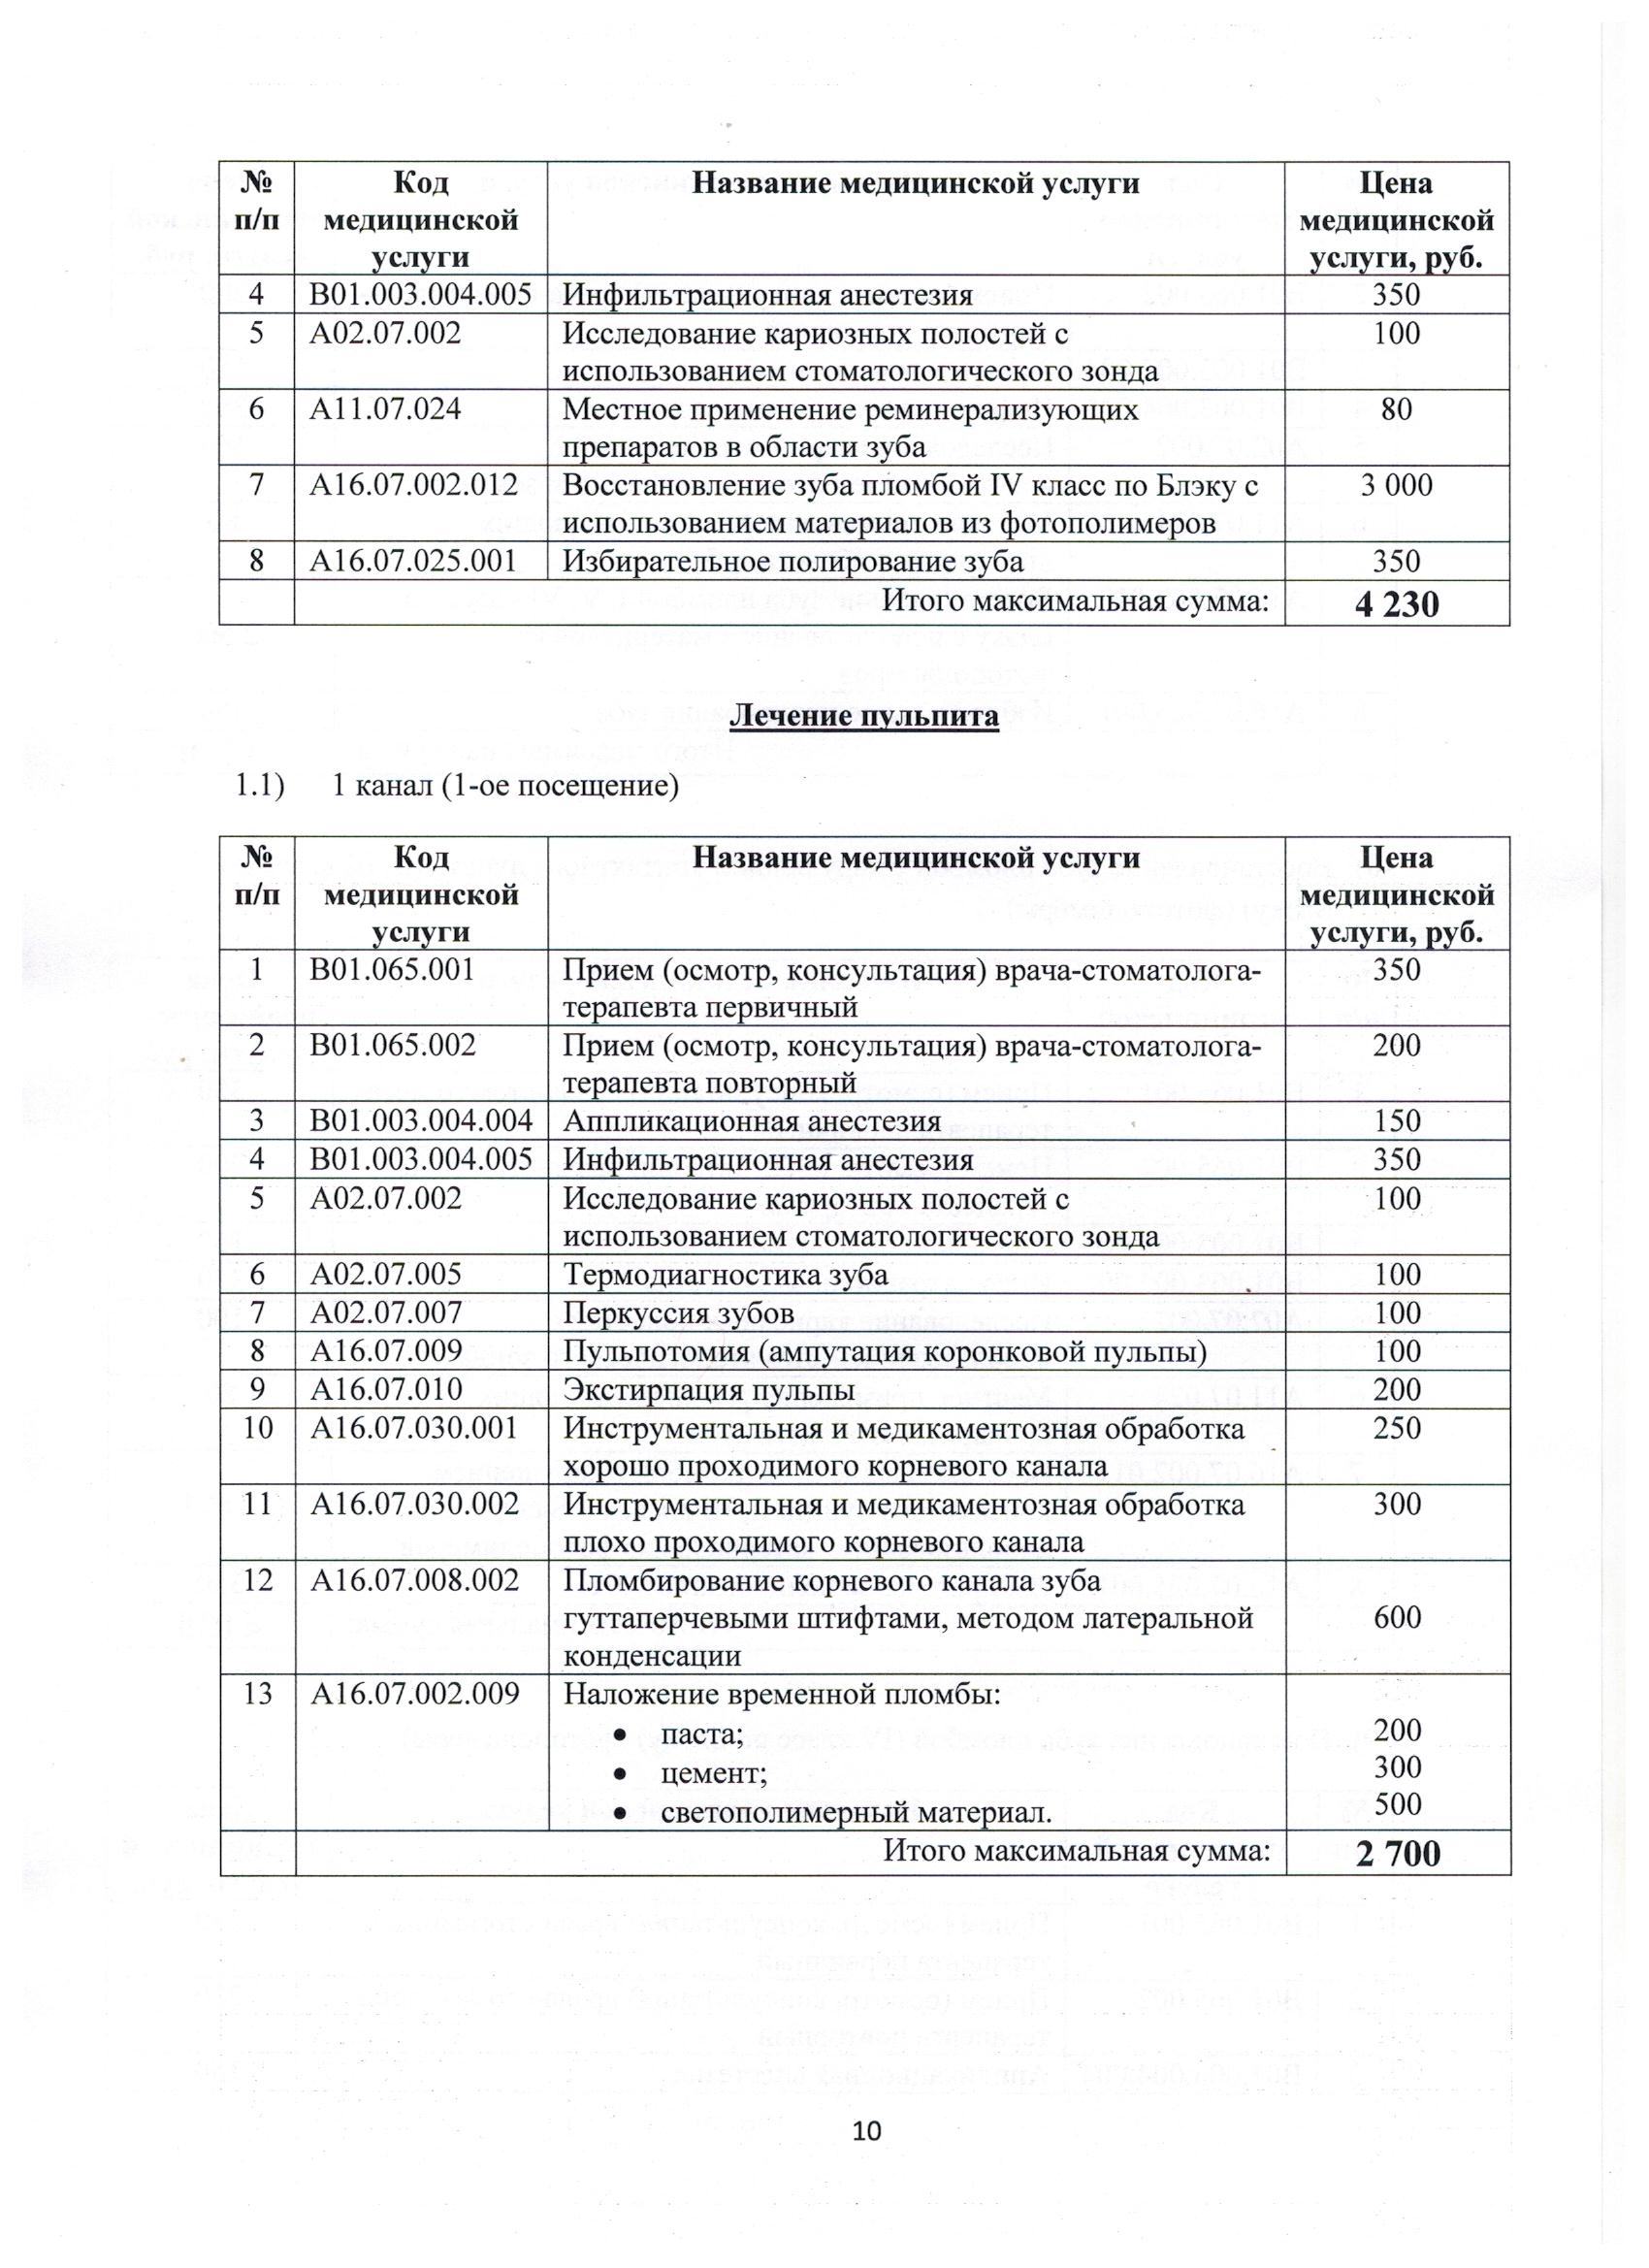 № Код Название медицинской услуги Цена
п/п медицинской медицинской
услуги услуги, руб.
4 B01.003.004.005 Инфильтрационная анестезия 350
5 A02.07.002 Исследование кариозных полостей с 100
использованием стоматологического зонда
6 A11.07.024 Местное применение реминерализующих 80
препаратов в области зуба
7 A16.07.002.012 Восстановление зуба пломбой IV класс по Блэку с 3 000
использованием материалов из фотополимеров
8 A16.07.025.001 Избирательное полирование зуба 350
Итого максимальная сумма: 4 230
Лечение пульпита
1.1) 1 канал (1-ое посещение)
№ Код Название медицинской услуги Цена
п/п медицинской медицинской
услуги услуги, руб.
1 B01.065.001 Прием (осмотр, консультация) врача-стоматолога- 350
терапевта первичный
2 B01.065.002 Прием (осмотр, консультация) врача-стоматолога- 200
терапевта повторный
3 B01.003.004.004 Аппликационная анестезия 150
4 B01.003.004.005 Инфильтрационная анестезия 350
5 A02.07.002 Исследование кариозных полостей с 100
использованием стоматологического зонда
6 A02.07.005 Термодиагностика зуба 100
7 A02.07.007 Перкуссия зубов 100
8 A16.07.009 Пульпотомия (ампутация коронковой пульпы) 100
9 A16.07.010 Экстирпация пульпы 200
10 A16.07.030.001 Инструментальная и медикаментозная обработка 250
хорошо проходимого корневого канала
11 A16.07.030.002 Инструментальная и медикаментозная обработка 300
плохо проходимого корневого канала
12 A16.07.008.002 Пломбирование корневого канала зуба
гуттаперчевыми штифтами, методом латеральной 600
конденсации
13 A16.07.002.009 Наложение временной пломбы:
• паста; 200
• цемент; 300
• светополимерный материал. 500
Итого максимальная сумма: 2 700
10